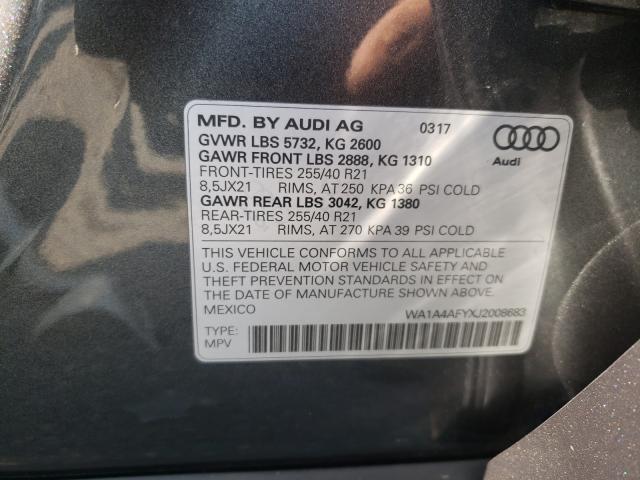 MFD. BY AUDI AG 0317
GVWR LBS 5732, KG 2600
GAWR FRONT LBS 2888, KG 1310
FRONT-TIRES 255/40 R21
8,5JX21 RIMS, AT 250 KPA 36 PSI COLD
GAWR REAR LBS 3042, KG 1380
REAR-TIRES 255/40 R21
8,5JX21 RIMS, AT 270 KPA 39 PSI COLD
Audi
THIS VEHICLE CONFORMS TO ALL APPLICABLE
U.S. FEDERAL MOTOR VEHICLE SAFETY AND
THEFT PREVENTION STANDARDS IN EFFECT ON
THE DATE OF MANUFACTURE SHOWN ABOVE.
MEXICO
WA1A4AFYXJ2008683
TYPE:
MPV